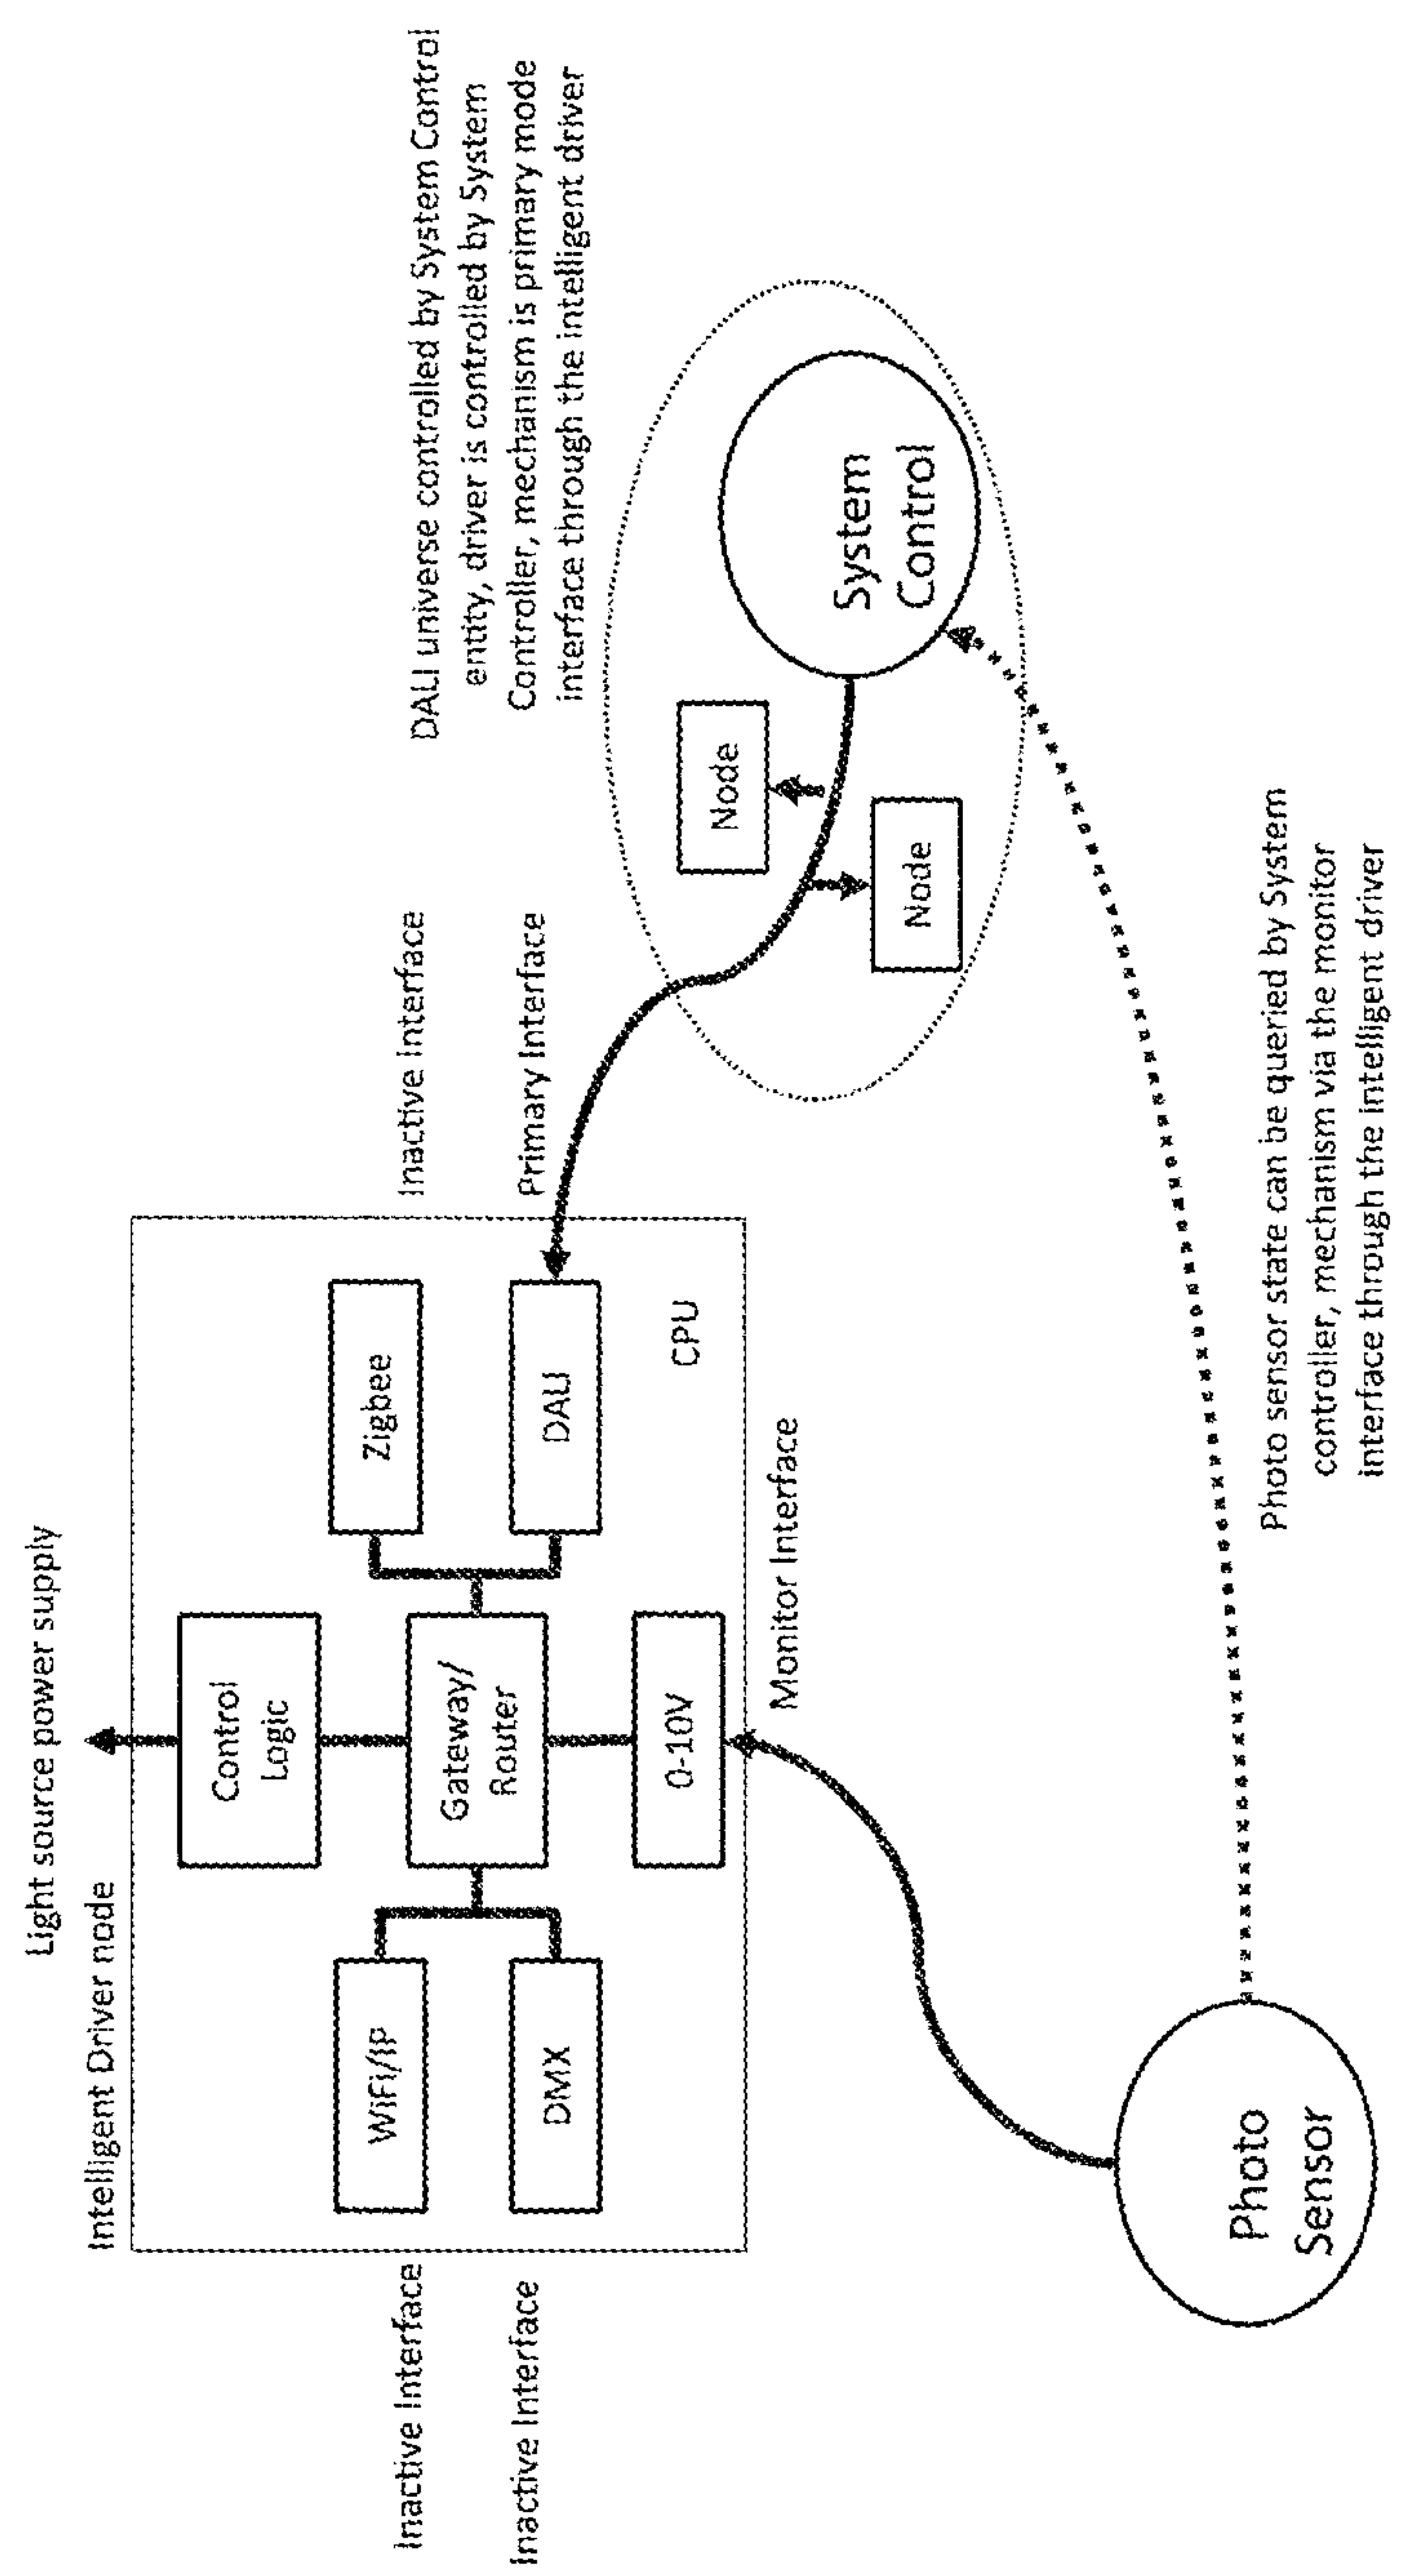 Light source power supply
Intelligent Driver node
Inactive Interface
Inactive Interface
WiFi/IP
DMX
Control
Logic
Gateway/
Router
0-10V
Zigbee
DALI
CPU
Monitor Interface
Inactive Interface
Primary Interface
DALI universe controlled by System Control
entity, driver is controlled by System
Controller, mechanism is primary mode
interface through the intelligent driver
Node
Node
System
Control
Photo
Sensor
Photo sensor state can be queried by System
controller, mechanism via the monitor
interface through the intelligent driver